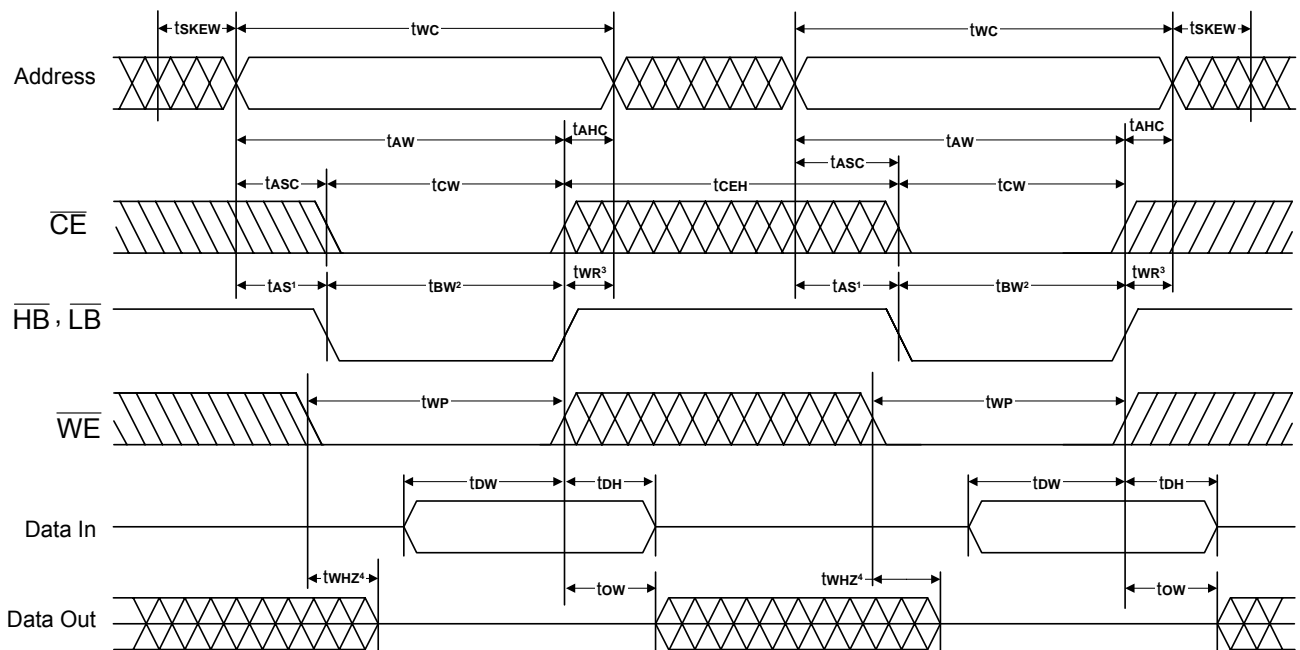 tSKEW tWC tWC tSKEW
Address
tAHC tAHC
tAW tAW
tASC
tASC tCW tCEH tCW
CE
tAS¹ tBW² tWR³ tAS¹ tBW² tWR³
HB , LB
tWP tWP
WE
tDW tDH tDW tDH
Data In
tWHZ⁴ tOW tWHZ⁴ tOW
Data Out